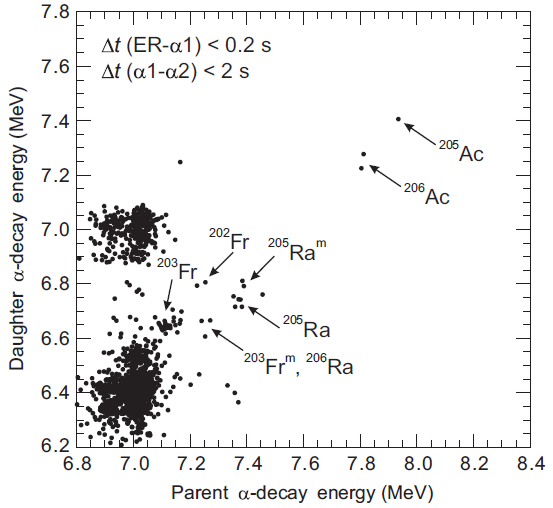 7.8
Δt (ER-α1) < 0.2 s
Δt (α1-α2) < 2 s
7.6
7.4
²⁰⁵Ac
7.2
²⁰⁶Ac
7.0
²⁰²Fr
²⁰⁵Raᵐ
²⁰³Fr
6.8
²⁰⁵Ra
6.6
²⁰³Frᵐ, ²⁰⁶Ra
6.4
6.2
Daughter α-decay energy (MeV)
6.8 7.0 7.2 7.4 7.6 7.8 8.0 8.2 8.4
Parent α-decay energy (MeV)